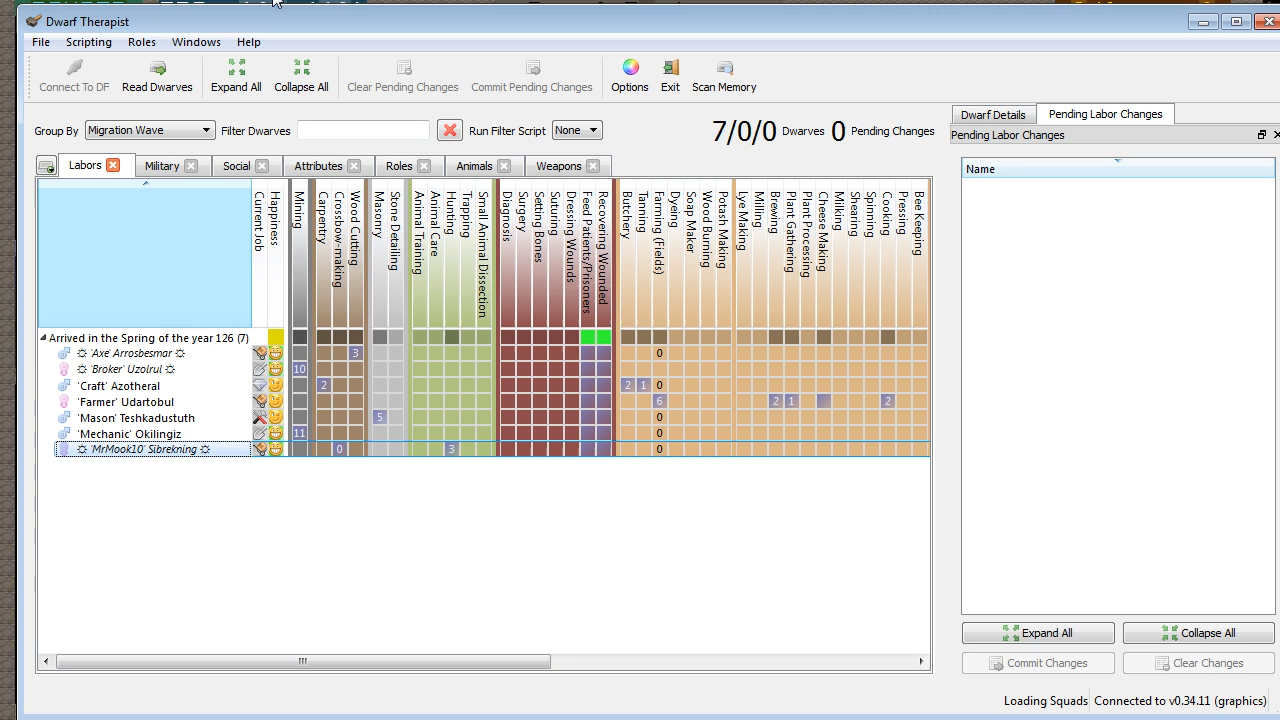 Dwarf Therapist
File Scripting Roles Windows Help
Connect To DF Read Dwarves Expand All Collapse All Clear Pending Changes Commit Pending Changes Options Exit Scan Memory
Group By Migration Wave Filter Dwarves Run Filter Script None 7/0/0 Dwarves 0 Pending Changes
Dwarf Details Pending Labor Changes
Pending Labor Changes
Labors Military Social Attributes Roles Animals Weapons
Name
Current Job
Happiness
Mining
Carpentry
Crossbow-making
Wood Cutting
Masonry
Stone Detailing
Animal Training
Animal Care
Hunting
Trapping
Small Animal Dissection
Diagnosis
Surgery
Setting Bones
Suturing
Dressing Wounds
Feed Patients/Prisoners
Recovering Wounded
Butchery
Tanning
Farming (Fields)
Dyeing
Soap Maker
Wood Burning
Potash Making
Lye Making
Milling
Brewing
Plant Gathering
Plant Processing
Cheese Making
Milking
Shearing
Spinning
Cooking
Pressing
Bee Keeping
Arrived in the Spring of the year 126 (7)
☼ 'Axe' Arrosbesmar ☼ 3 0
☼ 'Broker' Uzolrul ☼ 10
'Craft' Azotheral 2 2 1 0
'Farmer' Udartobul 6 2 1 2
'Mason' Teshkadustuth 5 0
'Mechanic' Okilingiz 11 0
☼ 'MrMook10' Sibrekning ☼ 0 3 0
Expand All Collapse All
Commit Changes Clear Changes
Loading Squads Connected to v0.34.11 (graphics)